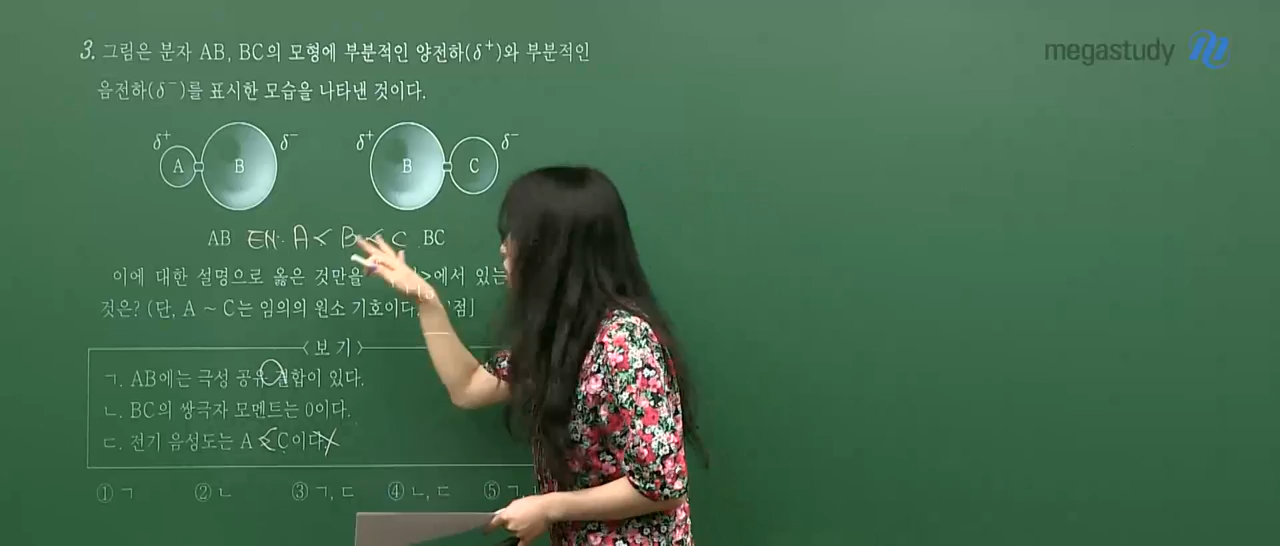 3. 그림은 분자 AB, BC의 모형에 부분적인 양전하(δ⁺)와 부분적인
음전하(δ⁻)를 표시한 모습을 나타낸 것이다.
megastudy
δ⁺ A B δ⁻
δ⁺ B C δ⁻
AB EN: A < B < C BC
이에 대한 설명으로 옳은 것만을 >에서 있는
것은? (단, A ~ C는 임의의 원소 기호이다. 점]
<보 기>
ㄱ. AB에는 극성 공유 결합이 있다.
ㄴ. BC의 쌍극자 모멘트는 0이다.
ㄷ. 전기 음성도는 A < C이다.
① ㄱ ② ㄴ ③ ㄱ, ㄷ ④ ㄴ, ㄷ ⑤ ㄱ,